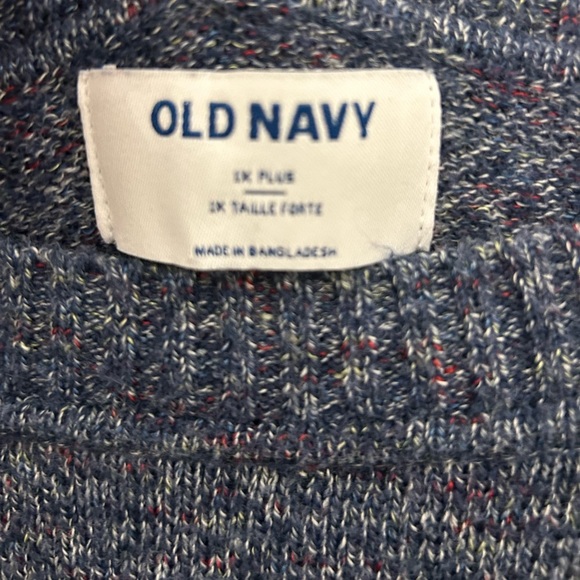 OLD NAVY
1X PLUS
1X TAILLE FORTE
MADE IN BANGLADESH